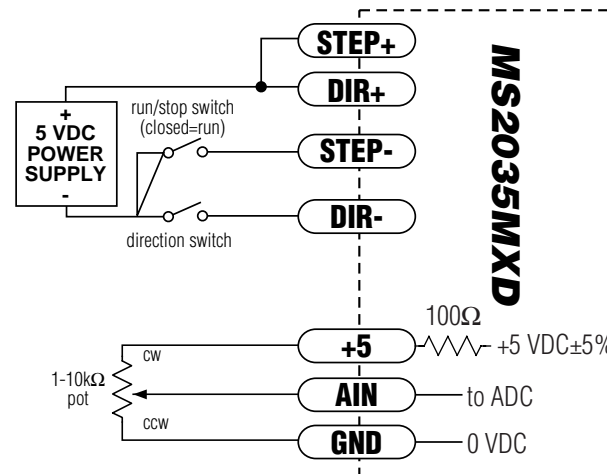 STEP+
DIR+
run/stop switch
(closed=run)
+
5 VDC
POWER
SUPPLY
-
STEP-
DIR-
direction switch
MS2035MXD
100Ω
+5
+5 VDC±5%
CW
1-10kΩ
pot
AIN
to ADC
CCW
GND
0 VDC